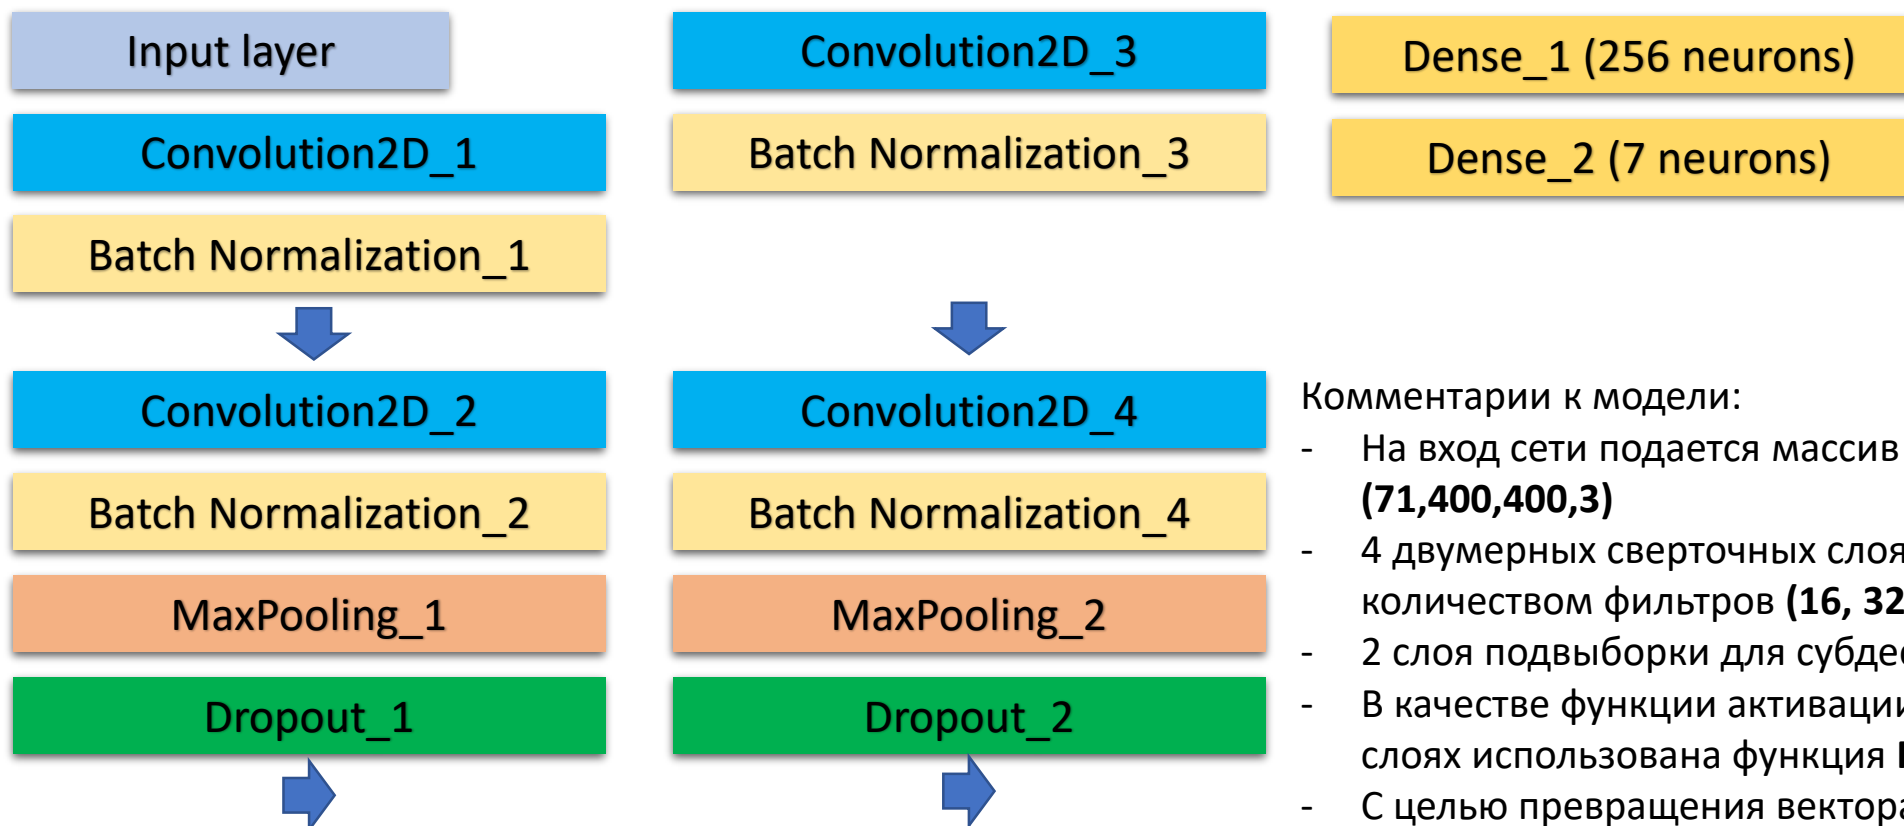 Input layer
Convolution2D_1
Batch Normalization_1
Convolution2D_2
Batch Normalization_2
MaxPooling_1
Dropout_1
Convolution2D_3
Batch Normalization_3
Convolution2D_4
Batch Normalization_4
MaxPooling_2
Dropout_2
Dense_1 (256 neurons)
Dense_2 (7 neurons)
Комментарии к модели:
- На вход сети подается массив
(71,400,400,3)
- 4 двумерных сверточных слоя
количеством фильтров (16, 32
- 2 слоя подвыборки для
- В качестве функции активации
слоях использована функция
- С целью превращения вектора